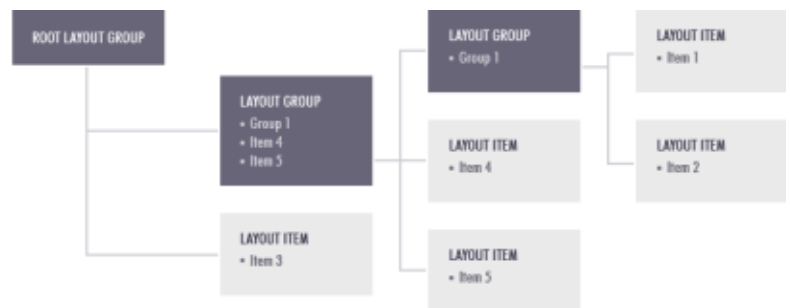 ROOT LAYOUT GROUP
LAYOUT GROUP
• Group 1
• Item 4
• Item 5
LAYOUT ITEM
• Item 3
LAYOUT GROUP
• Group 1
LAYOUT ITEM
• Item 4
LAYOUT ITEM
• Item 5
LAYOUT ITEM
• Item 1
LAYOUT ITEM
• Item 2